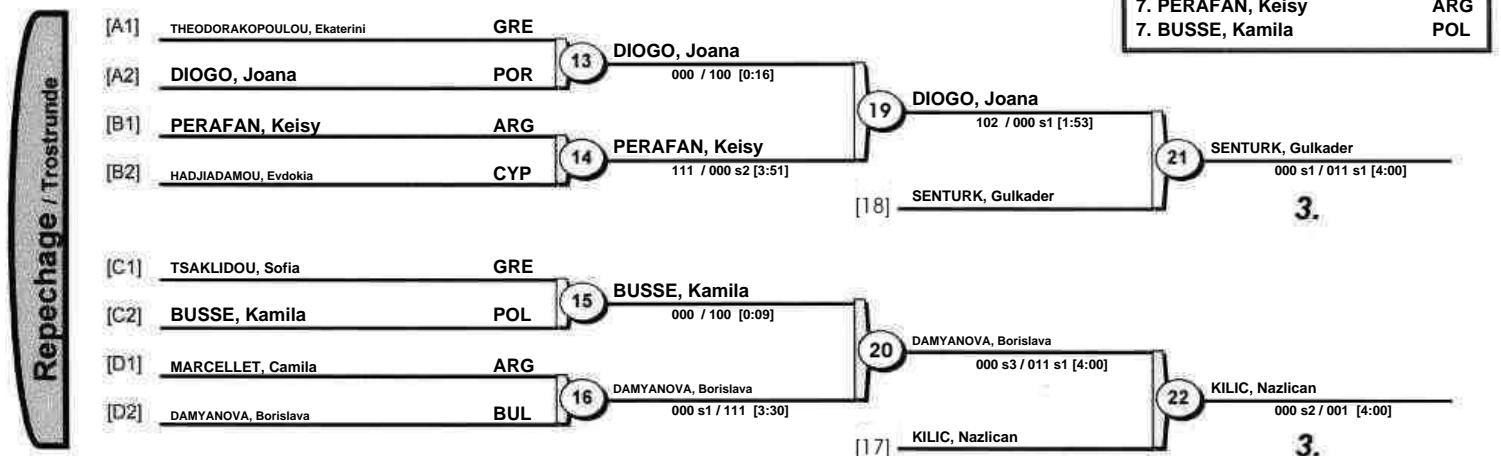 7. PERAFAN, Keisy ARG
7. BUSSE, Kamila POL
Repechage / Trostrunde
[A1] THEODORAKOPOULOU, Ekaterini GRE
[A2] DIOGO, Joana POR
13
DIOGO, Joana
000 / 100 [0:16]
[B1] PERAFAN, Keisy ARG
[B2] HADJIADAMOU, Evdokia CYP
14
PERAFAN, Keisy
111 / 000 s2 [3:51]
19
DIOGO, Joana
102 / 000 s1 [1:53]
[18] SENTURK, Gulkader
21
SENTURK, Gulkader
000 s1 / 011 s1 [4:00]
3.
[C1] TSAKLIDOU, Sofia GRE
[C2] BUSSE, Kamila POL
15
BUSSE, Kamila
000 / 100 [0:09]
[D1] MARCELLET, Camila ARG
[D2] DAMYANOVA, Borislava BUL
16
DAMYANOVA, Borislava
000 s1 / 111 [3:30]
20
DAMYANOVA, Borislava
000 s3 / 011 s1 [4:00]
[17] KILIC, Nazlican
22
KILIC, Nazlican
000 s2 / 001 [4:00]
3.